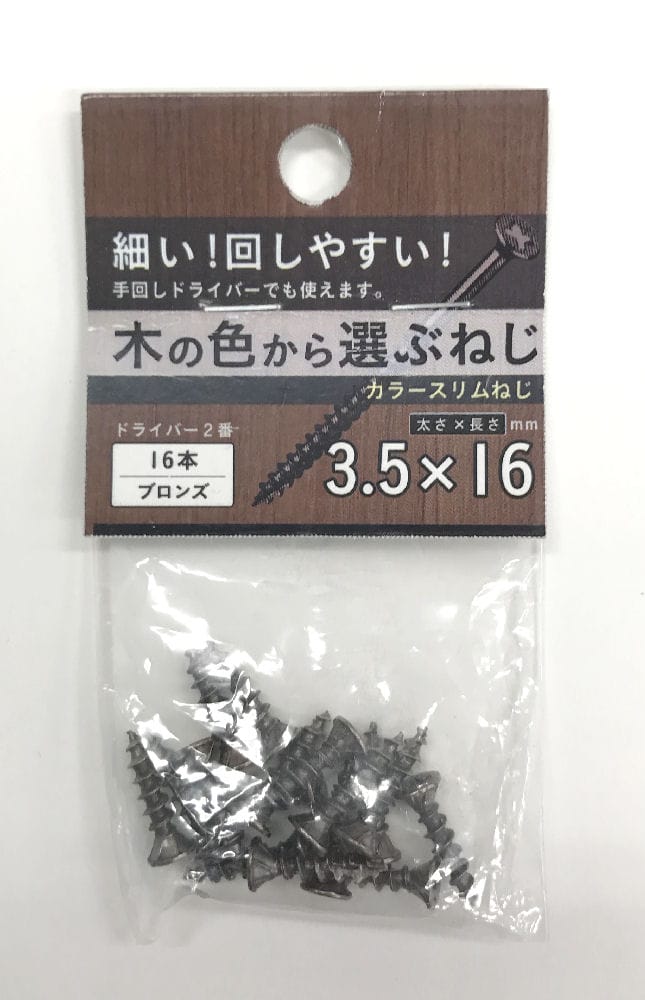 細い!回しやすい!
手回しドライバーでも使えます。
木の色から選ぶねじ
カラースリムねじ
ドライバー2番
太さ×長さ mm
16本
ブロンズ
3.5×16